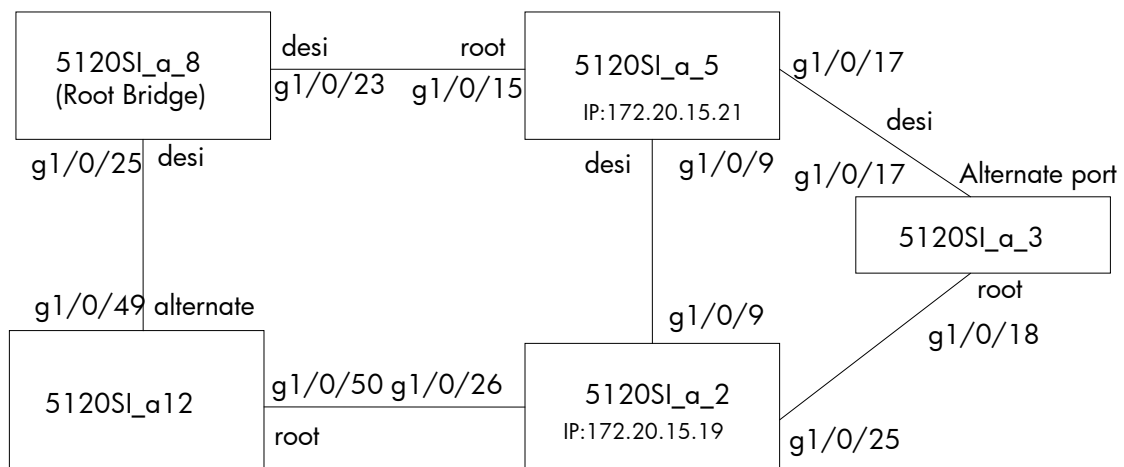 5120SI_a_8
(Root Bridge)
desi
root
g1/0/23
g1/0/15
5120SI_a_5
IP:172.20.15.21
g1/0/17
desi
g1/0/25
desi
desi
g1/0/9
g1/0/17
Alternate port
5120SI_a_3
root
g1/0/18
g1/0/49 alternate
g1/0/9
5120SI_a12
g1/0/50 g1/0/26
root
5120SI_a_2
IP:172.20.15.19
g1/0/25